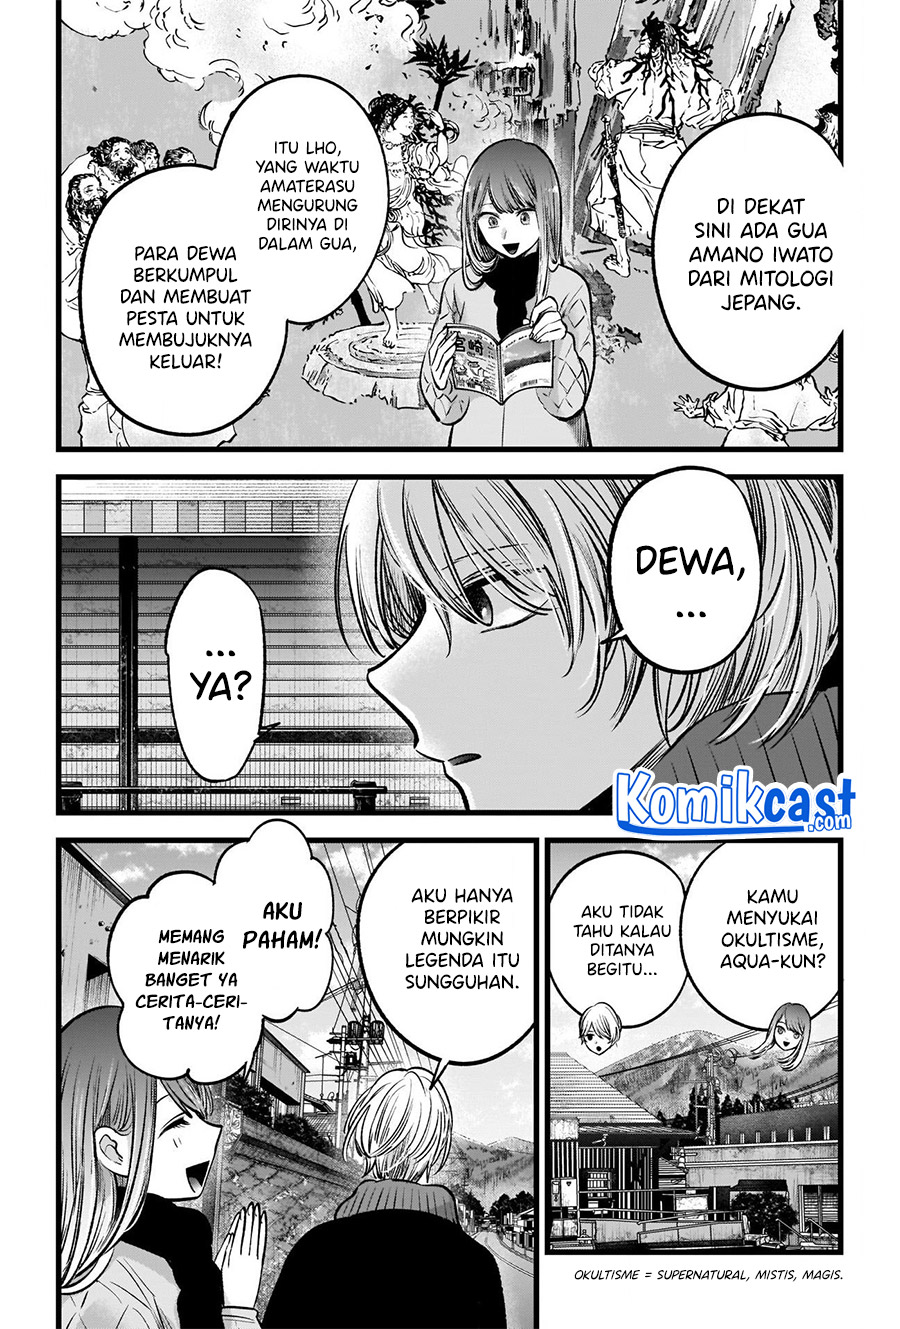 DI DEKAT
SINI ADA GUA
AMANO IWATO
DARI MITOLOGI
JEPANG.
ITU LHO,
YANG WAKTU
AMATERASU
MENGURUNG
DIRINYA DI
DALAM GUA,
PARA DEWA
BERKUMPUL
DAN MEMBUAT
PESTA UNTUK
MEMBUJUKNYA
KELUAR!
宮崎
DEWA,
...
...
YA?
Komikcast
.com
KAMU
MENYUKAI
OKULTISME,
AQUA-KUN?
AKU TIDAK
TAHU KALAU
DITANYA
BEGITU...
AKU HANYA
BERPIKIR
MUNGKIN
LEGENDA ITU
SUNGGUHAN.
AKU
PAHAM!
MEMANG
MENARIK
BANGET YA
CERITA-CERI-
TANYA!
OKULTISME = SUPERNATURAL, MISTIS, MAGIS.